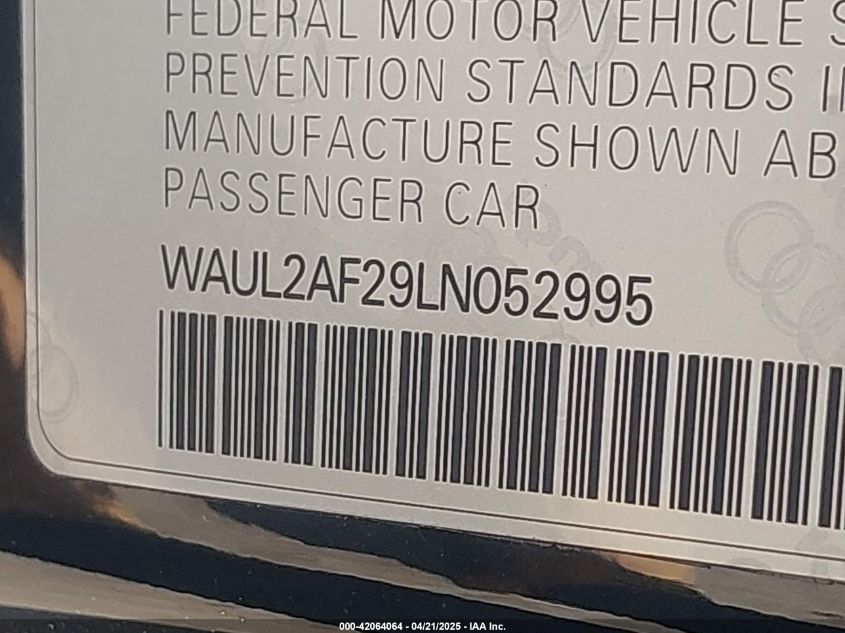 FEDERAL MOTOR VEHICLE S
PREVENTION STANDARDS I
MANUFACTURE SHOWN AB
PASSENGER CAR
WAUL2AF29LN052995
000-42064064 - 04/21/2025 - IAA Inc.